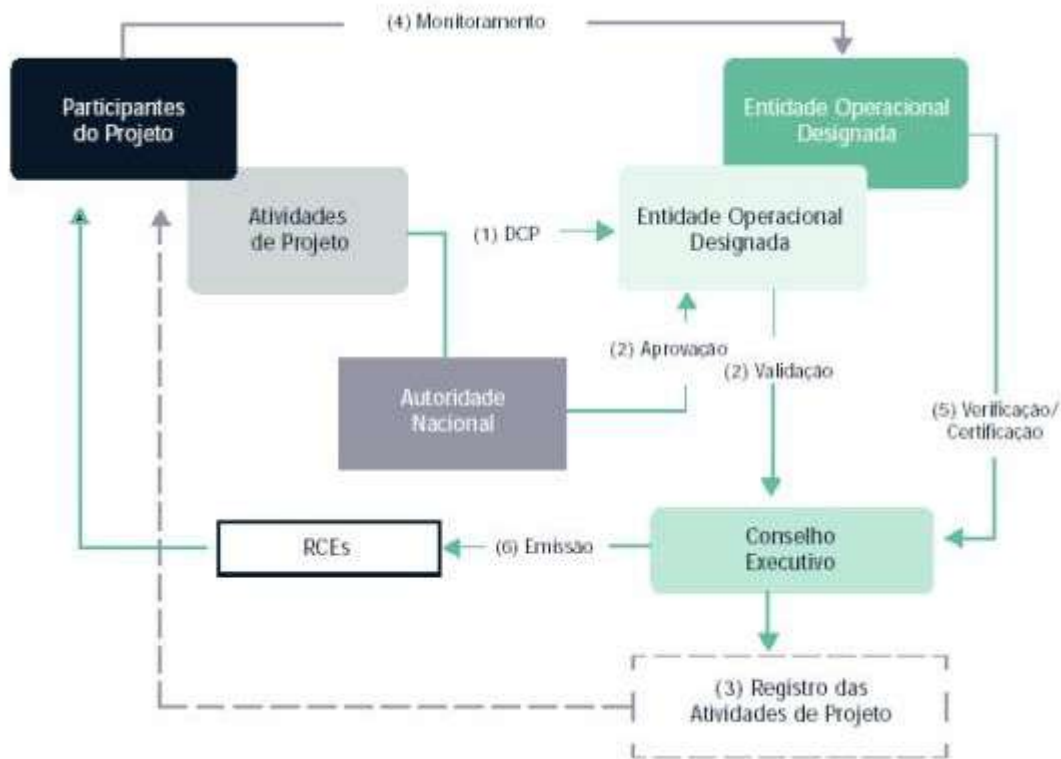 (4) Monitoramento
Participantes
do Projeto
Entidade Operacional
Designada
Atividades
de Projeto
(1) DCP
Entidade Operacional
Designada
(2) Aprovação
(2) Validação
Autoridade
Nacional
(5) Verificação/
Certificação
RCEs
(6) Emissão
Conselho
Executivo
(3) Registro das
Atividades de Projeto